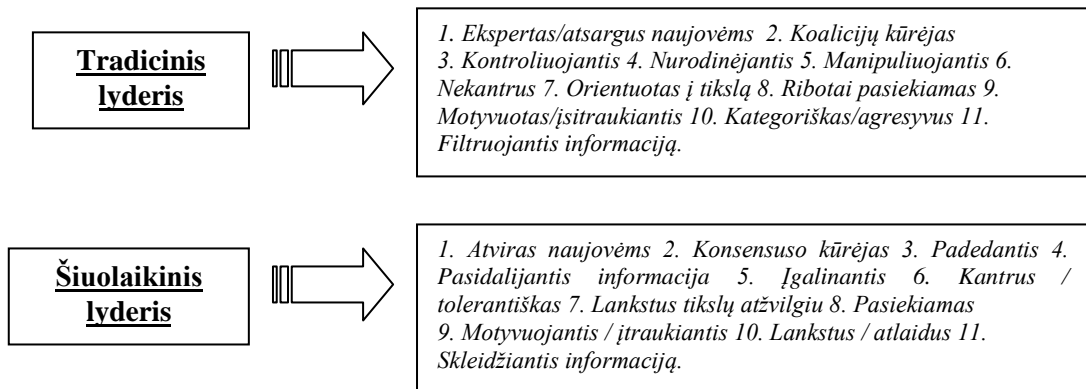 Tradicinis
lyderis
1. Ekspertas/atsargus naujovėms 2. Koalicijų kūrėjas
3. Kontroliuojantis 4. Nurodinėjantis 5. Manipuliuojantis 6.
Nekantrus 7. Orientuotas į tikslą 8. Ribotai pasiekiamas 9.
Motyvuotas/įsitraukiantis 10. Kategoriškas/agresyvus 11.
Filtruojantis informaciją.
Šiuolaikinis
lyderis
1. Atviras naujovėms 2. Konsensuso kūrėjas 3. Padedantis 4.
Pasidalijantis informacija 5. Įgalinantis 6. Kantrus /
tolerantiškas 7. Lankstus tikslų atžvilgiu 8. Pasiekiamas
9. Motyvuojantis / įtraukiantis 10. Lankstus / atlaidus 11.
Skleidžiantis informaciją.